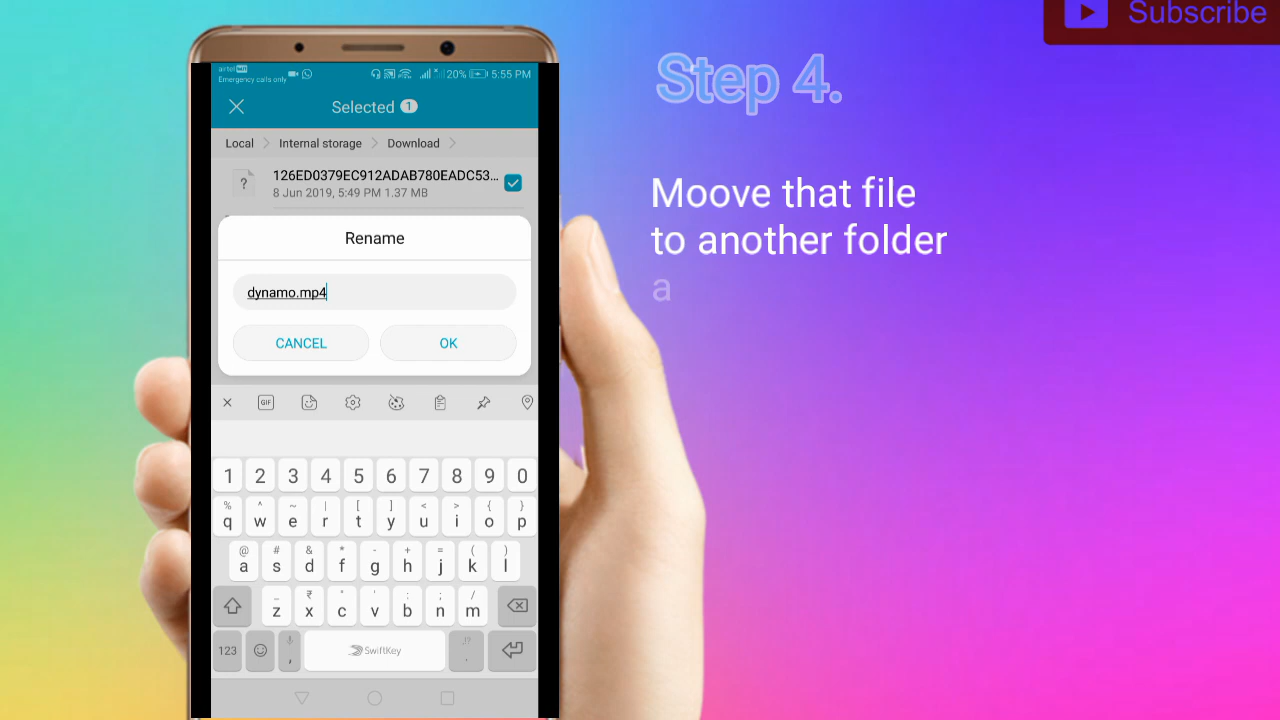 Subscribe
Step 4.
Moove that file
to another folder
a
airtel WiFi
Emergency calls only
20% 5:55 PM
Selected 1
Local Internal storage Download
?
126ED0379EC912ADAB780EADC53...
8 Jun 2019, 5:49 PM 1.37 MB
Rename
dynamo.mp4
CANCEL OK
GIF
1 2 3 4 5 6 7 8 9 0
% ^ ~ | [ ] < > { }
q w e r t y u i o p
@ # & * - + = ( )
a s d f g h j k l
_ ₹ " ' : ; /
z x c v b n m
123 , SwiftKey ,!? .